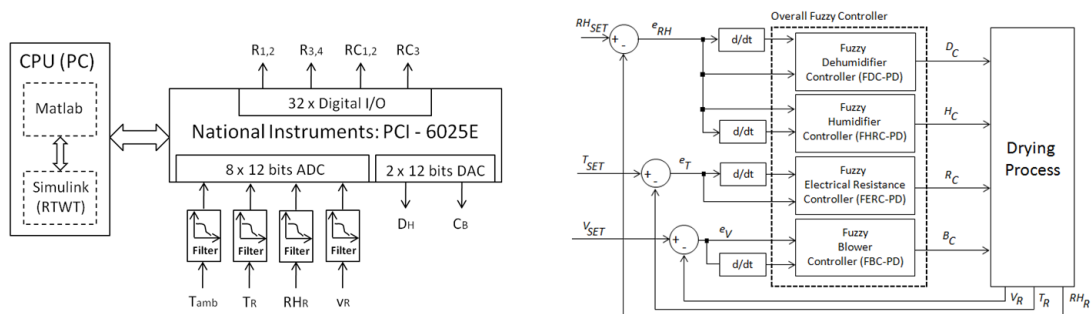 CPU (PC)
Matlab
Simulink
(RTWT)
R1,2 R3,4 RC1,2 RC3
32 x Digital I/O
National Instruments: PCI - 6025E
8 x 12 bits ADC
2 x 12 bits DAC
Filter Filter Filter Filter
DH CB
Tamb TR RHR vR
Overall Fuzzy Controller
RHSET
+
-
eRH
d/dt
Fuzzy
Dehumidifier
Controller (FDC-PD)
DC
d/dt
Fuzzy
Humidifier
Controller (FHRC-PD)
HC
TSET
+
-
eT
d/dt
Fuzzy
Electrical Resistance
Controller (FERC-PD)
RC
VSET
+
-
eV
d/dt
Fuzzy
Blower
Controller (FBC-PD)
BC
Drying
Process
VR TR RHR